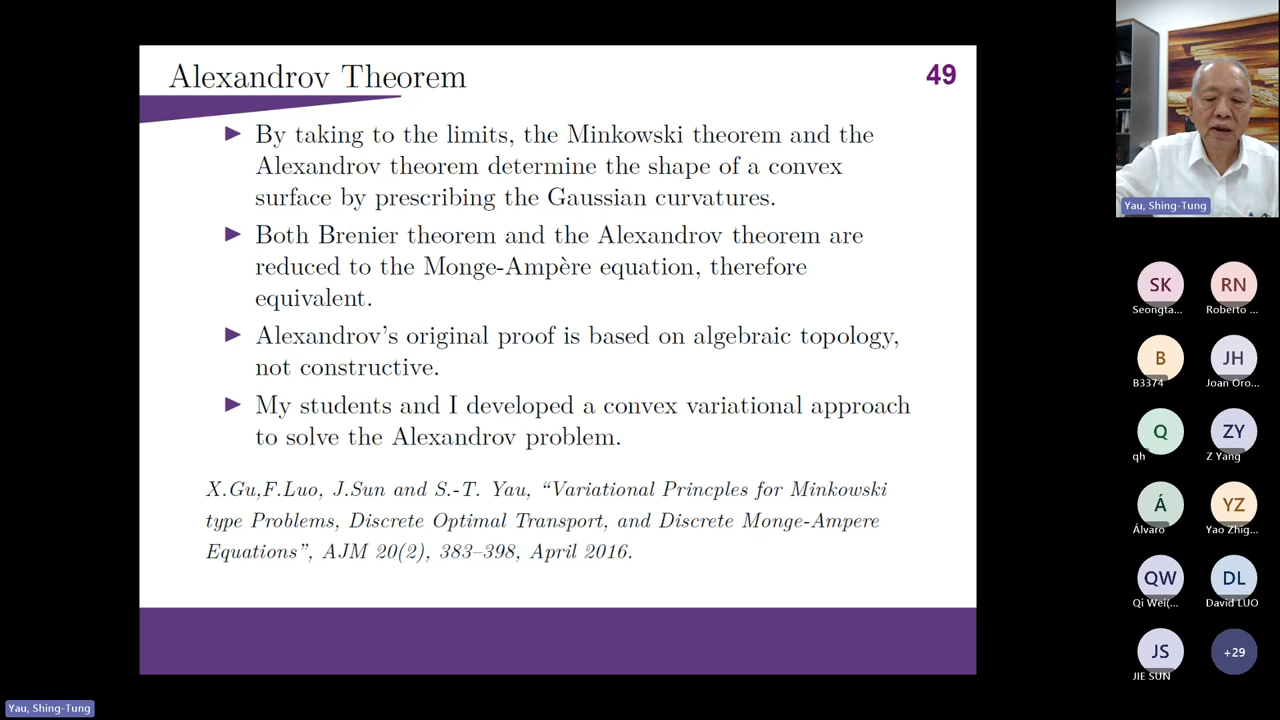 Alexandrov Theorem
49
By taking to the limits, the Minkowski theorem and the
Alexandrov theorem determine the shape of a convex
surface by prescribing the Gaussian curvatures.
Both Brenier theorem and the Alexandrov theorem are
reduced to the Monge-Ampère equation, therefore
equivalent.
Alexandrov's original proof is based on algebraic topology,
not constructive.
My students and I developed a convex variational approach
to solve the Alexandrov problem.
X.Gu,F.Luo, J.Sun and S.-T. Yau, “Variational Princples for Minkowski
type Problems, Discrete Optimal Transport, and Discrete Monge-Ampere
Equations”, AJM 20(2), 383–398, April 2016.
Yau, Shing-Tung
SK
Seongta...
RN
Roberto ...
B
B3374
JH
Joan Oro...
Q
qh
ZY
Z Yang
Á
Álvaro
YZ
Yao Zhig...
QW
Qi Wei(...
DL
David LUO
JS
JIE SUN
+29
Yau, Shing-Tung